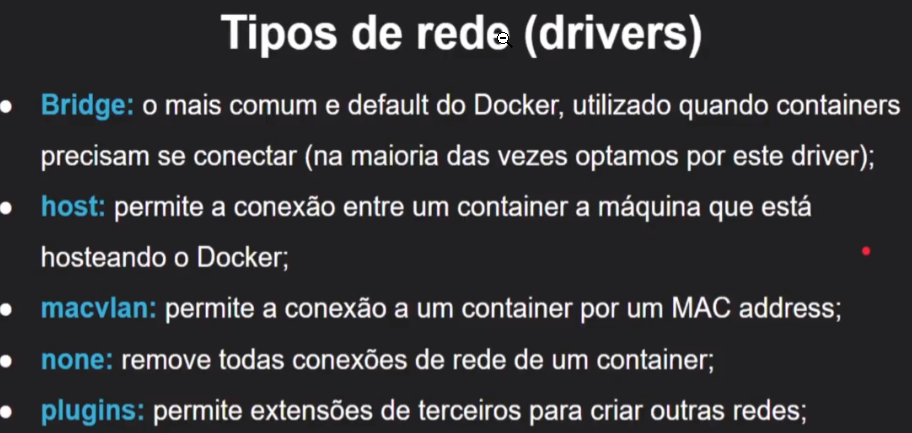 Tipos de rede (drivers)
● Bridge: o mais comum e default do Docker, utilizado quando containers
precisam se conectar (na maioria das vezes optamos por este driver);
● host: permite a conexão entre um container a máquina que está
hosteando o Docker;
● macvlan: permite a conexão a um container por um MAC address;
● none: remove todas conexões de rede de um container;
● plugins: permite extensões de terceiros para criar outras redes;